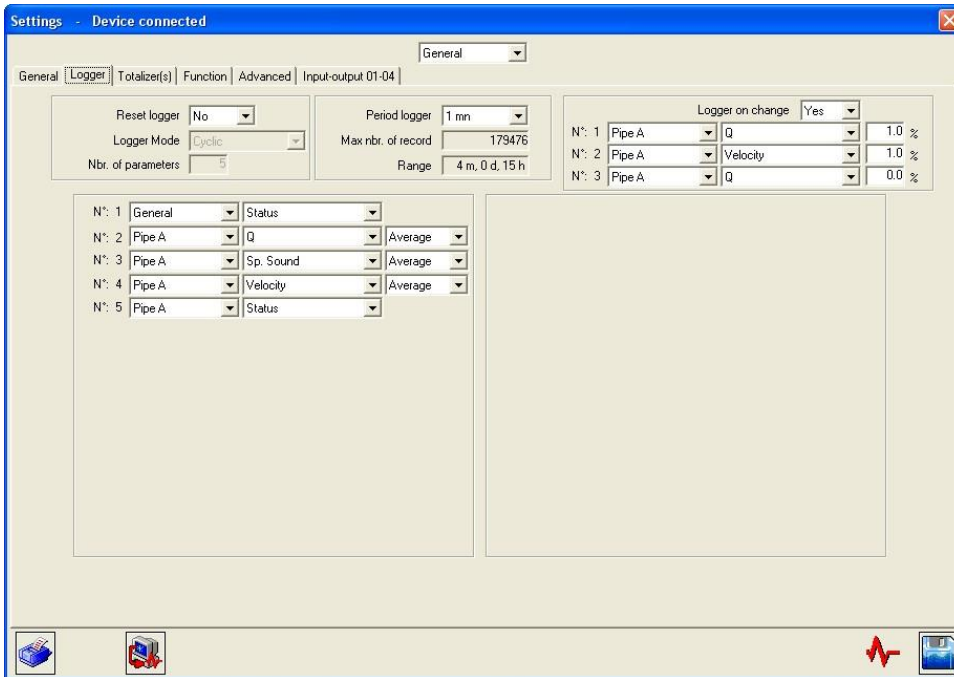 Settings - Device connected
General
General Logger Totalizer(s) Function Advanced Input-output 01-04
Reset logger No
Logger Mode Cyclic
Nbr. of parameters 5
Period logger 1 mn
Max nbr. of record 179476
Range 4 m, 0 d, 15 h
Logger on change Yes
N°: 1 Pipe A Q 1.0 %
N°: 2 Pipe A Velocity 1.0 %
N°: 3 Pipe A Q 0.0 %
N°: 1 General Status
N°: 2 Pipe A Q Average
N°: 3 Pipe A Sp. Sound Average
N°: 4 Pipe A Velocity Average
N°: 5 Pipe A Status